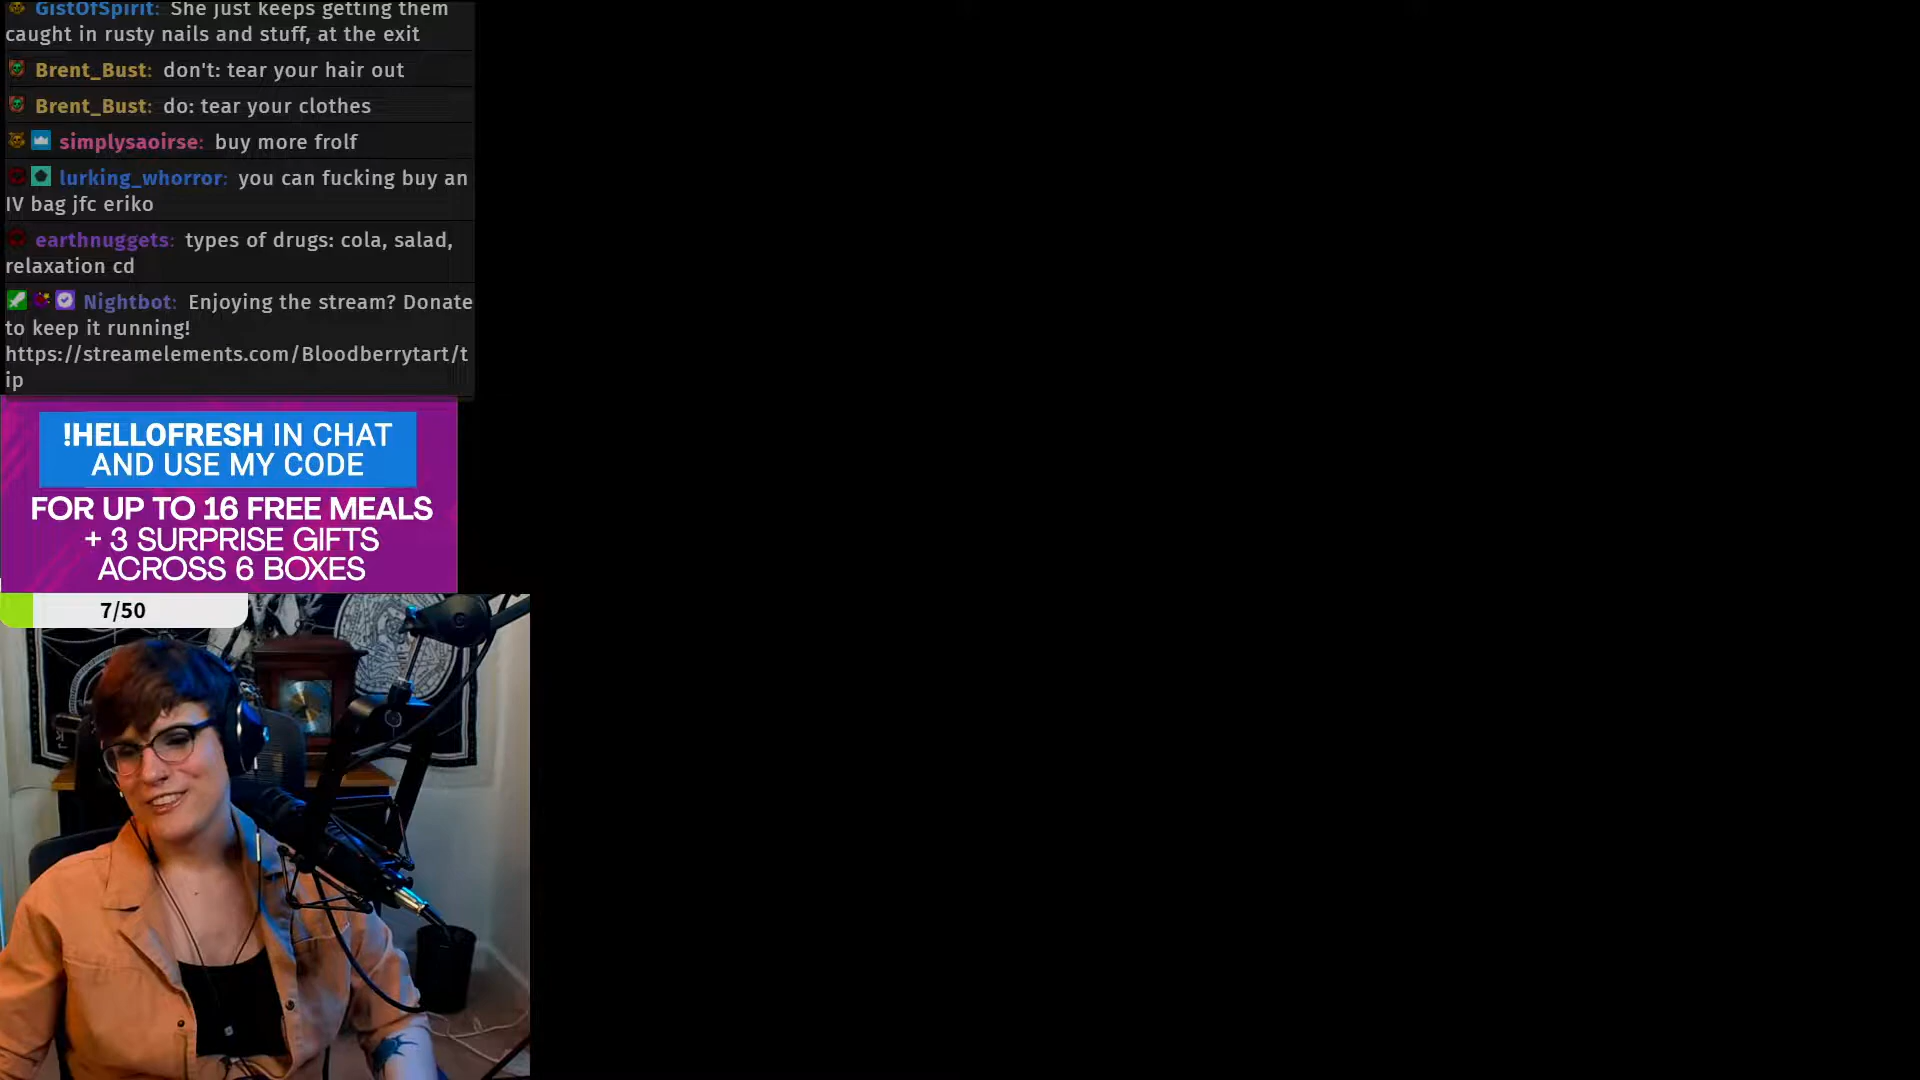 GistOfSpirit: She just keeps getting them
caught in rusty nails and stuff, at the exit
Brent_Bust: don't: tear your hair out
Brent_Bust: do: tear your clothes
simplysaoirse: buy more frolf
lurking_whorror: you can fucking buy an
IV bag jfc eriko
earthnuggets: types of drugs: cola, salad,
relaxation cd
Nightbot: Enjoying the stream? Donate
to keep it running!
https://streamelements.com/Bloodberrytart/t
ip
!HELLOFRESH IN CHAT
AND USE MY CODE
FOR UP TO 16 FREE MEALS
+ 3 SURPRISE GIFTS
ACROSS 6 BOXES
7/50